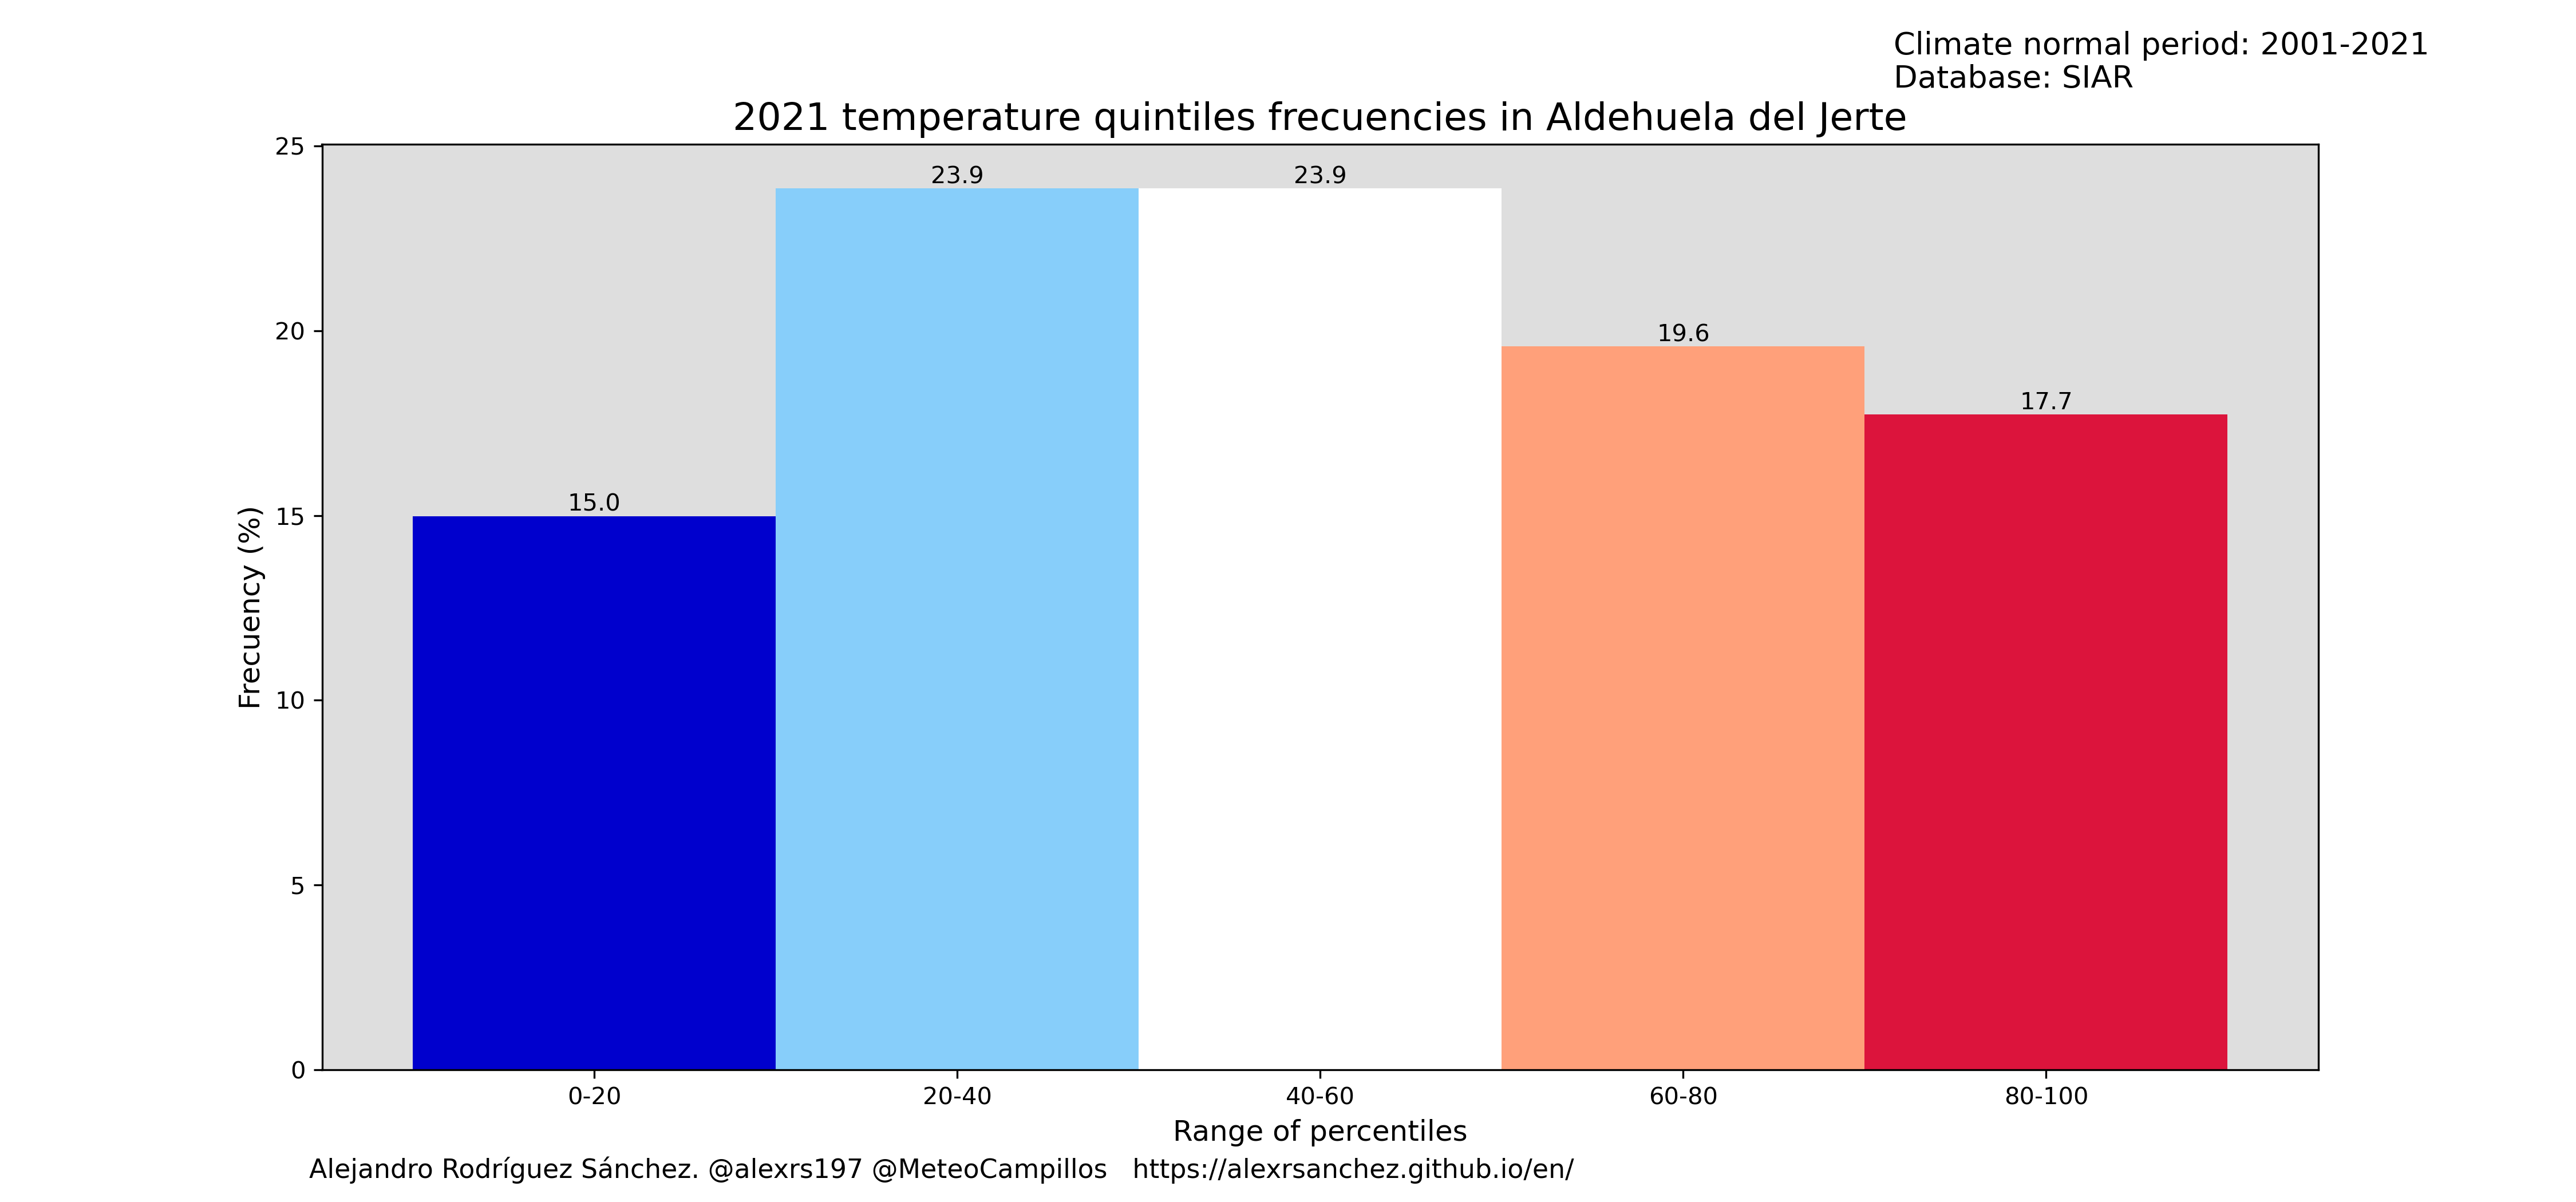 Climate normal period: 2001-2021
Database: SIAR
2021 temperature quintiles frecuencies in Aldehuela del Jerte
25
20
15
10
5
0
Frecuency (%)
15.0
23.9
23.9
19.6
17.7
0-20
20-40
40-60
60-80
80-100
Range of percentiles
Alejandro Rodríguez Sánchez. @alexrs197 @MeteoCampillos https://alexrsanchez.github.io/en/